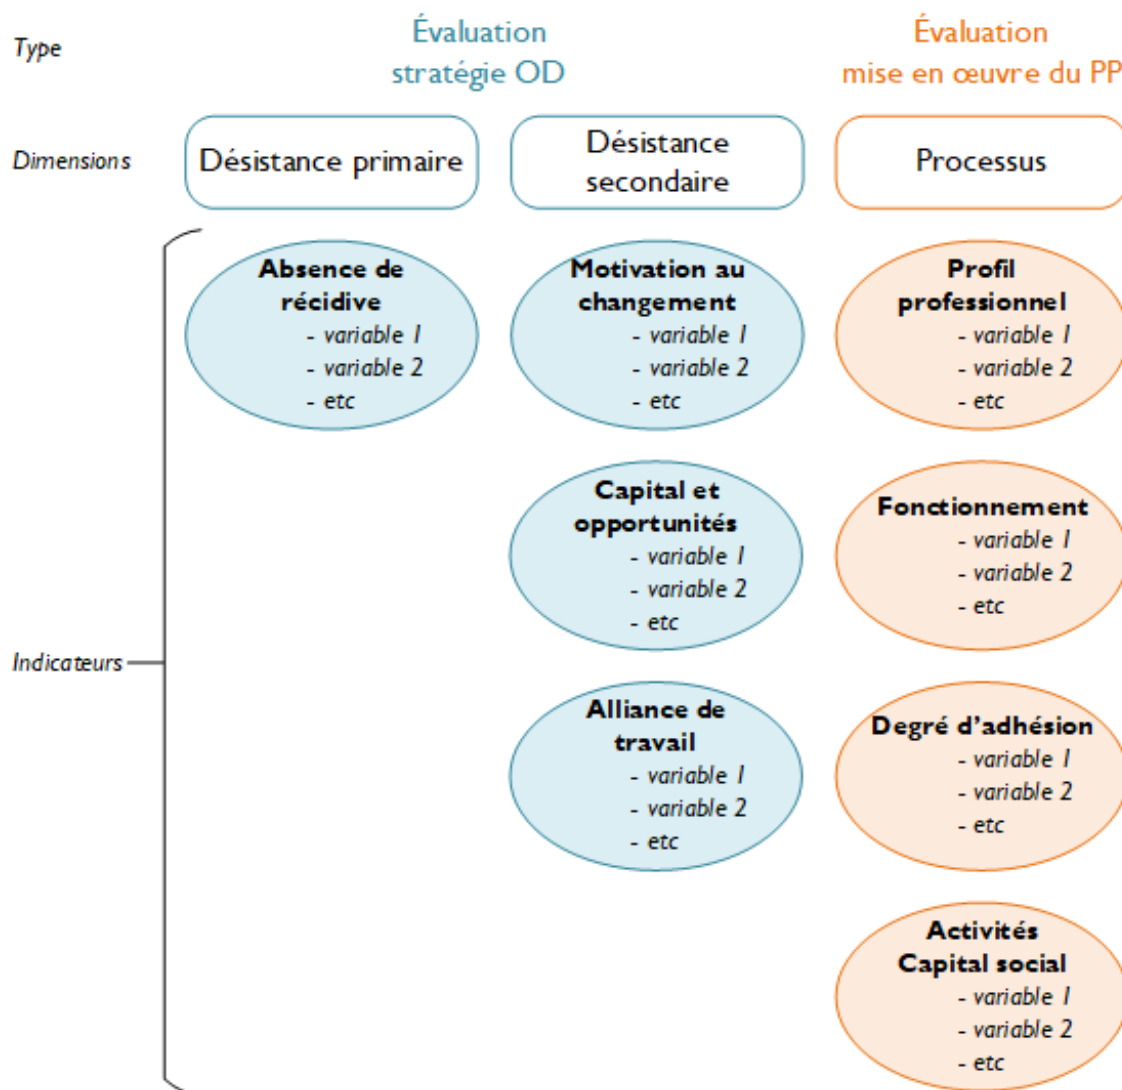 Type
Évaluation
stratégie OD
Évaluation
mise en œuvre du PP
Dimensions
Désistance primaire
Désistance
secondaire
Processus
Indicateurs
Absence de
récidive
- variable 1
- variable 2
- etc
Motivation au
changement
- variable 1
- variable 2
- etc
Profil
professionnel
- variable 1
- variable 2
- etc
Capital et
opportunités
- variable 1
- variable 2
- etc
Fonctionnement
- variable 1
- variable 2
- etc
Alliance de
travail
- variable 1
- variable 2
- etc
Degré d'adhésion
- variable 1
- variable 2
- etc
Activités
Capital social
- variable 1
- variable 2
- etc